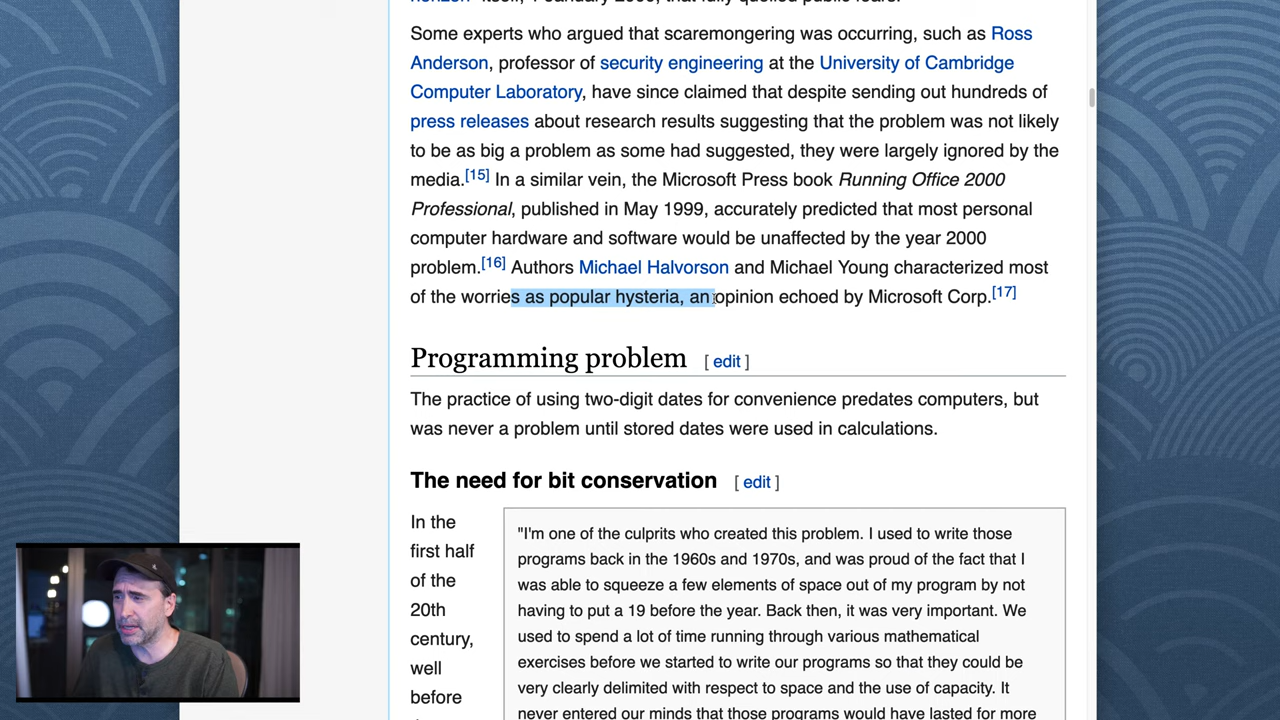 Some experts who argued that scaremongering was occurring, such as Ross
Anderson, professor of security engineering at the University of Cambridge
Computer Laboratory, have since claimed that despite sending out hundreds of
press releases about research results suggesting that the problem was not likely
to be as big a problem as some had suggested, they were largely ignored by the
media.[15] In a similar vein, the Microsoft Press book Running Office 2000
Professional, published in May 1999, accurately predicted that most personal
computer hardware and software would be unaffected by the year 2000
problem.[16] Authors Michael Halvorson and Michael Young characterized most
of the worries as popular hysteria, an opinion echoed by Microsoft Corp.[17]
Programming problem [ edit ]
The practice of using two-digit dates for convenience predates computers, but
was never a problem until stored dates were used in calculations.
The need for bit conservation [ edit ]
In the
first half
of the
20th
century,
well
before
"I'm one of the culprits who created this problem. I used to write those
programs back in the 1960s and 1970s, and was proud of the fact that I
was able to squeeze a few elements of space out of my program by not
having to put a 19 before the year. Back then, it was very important. We
used to spend a lot of time running through various mathematical
exercises before we started to write our programs so that they could be
very clearly delimited with respect to space and the use of capacity. It
never entered our minds that those programs would have lasted for more